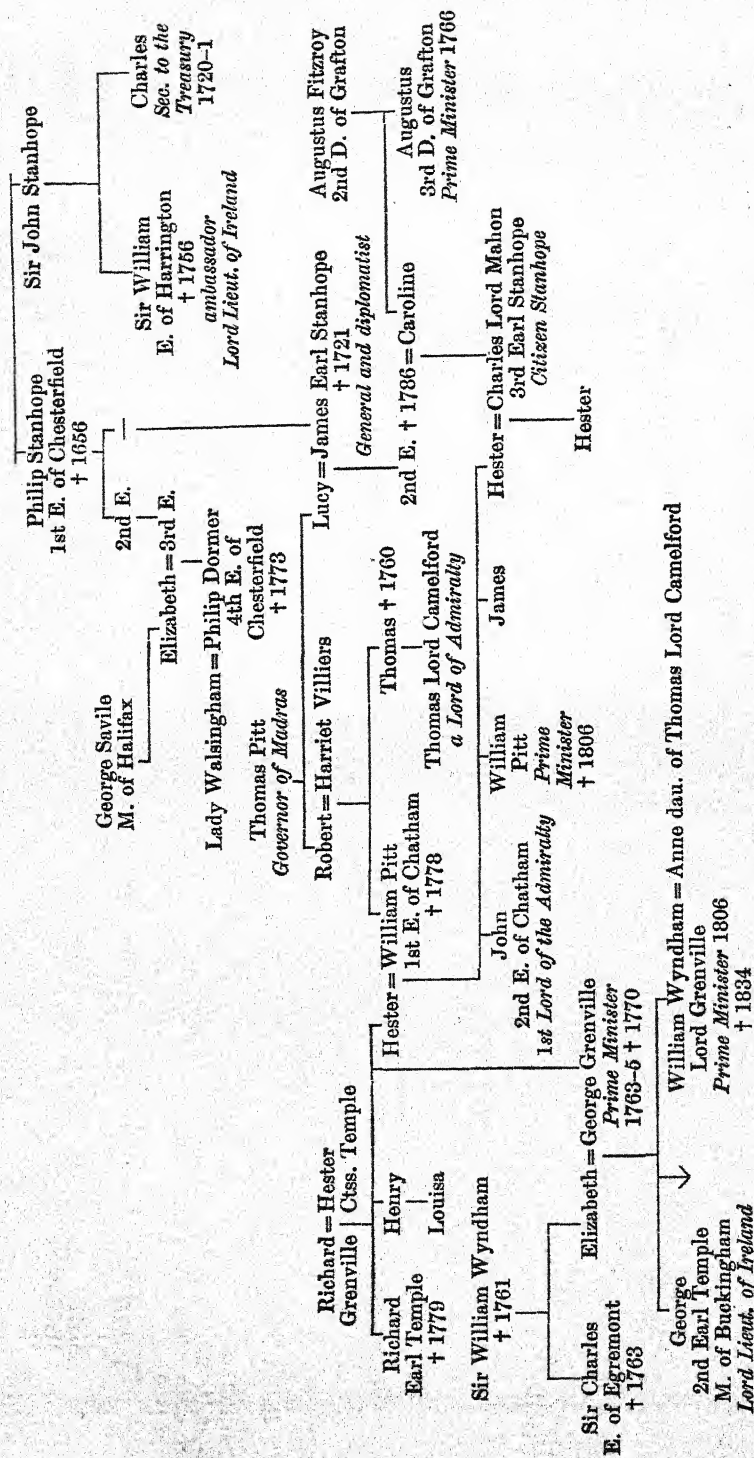 Philip Stanhope
1st E. of Chesterfield
† 1656
Sir John Stanhope
George Savile
M. of Halifax
2nd E.
Sir William
E. of Harrington
† 1756
ambassador
Lord Lieut. of Ireland
Charles
Sec. to the
Treasury
1720–1
Elizabeth = 3rd E.
Lady Walsingham = Philip Dormer
4th E. of
Chesterfield
† 1773
Thomas Pitt
Governor of Madras
Robert = Harriet Villiers
Lucy = James Earl Stanhope
† 1721
General and diplomatist
Augustus Fitzroy
2nd D. of Grafton
Richard = Hester
Grenville Ctss. Temple
Thomas † 1760
2nd E. † 1786 = Caroline
Augustus
3rd D. of Grafton
Prime Minister 1766
Richard
Earl Temple
† 1779
Henry
Hester = William Pitt
1st E. of Chatham
† 1778
Thomas Lord Camelford
a Lord of Admiralty
Louisa
Sir William Wyndham
† 1761
John
2nd E. of Chatham
1st Lord of the Admiralty
William
Pitt
Prime
Minister
† 1806
James
Hester = Charles Lord Mahon
3rd Earl Stanhope
Citizen Stanhope
Sir Charles
E. of Egremont
† 1763
Elizabeth = George Grenville
Prime Minister
1763–5 † 1770
Hester
George
2nd Earl Temple
M. of Buckingham
Lord Lieut. of Ireland
William Wyndham = Anne dau. of Thomas Lord Camelford
Lord Grenville
Prime Minister 1806
† 1834